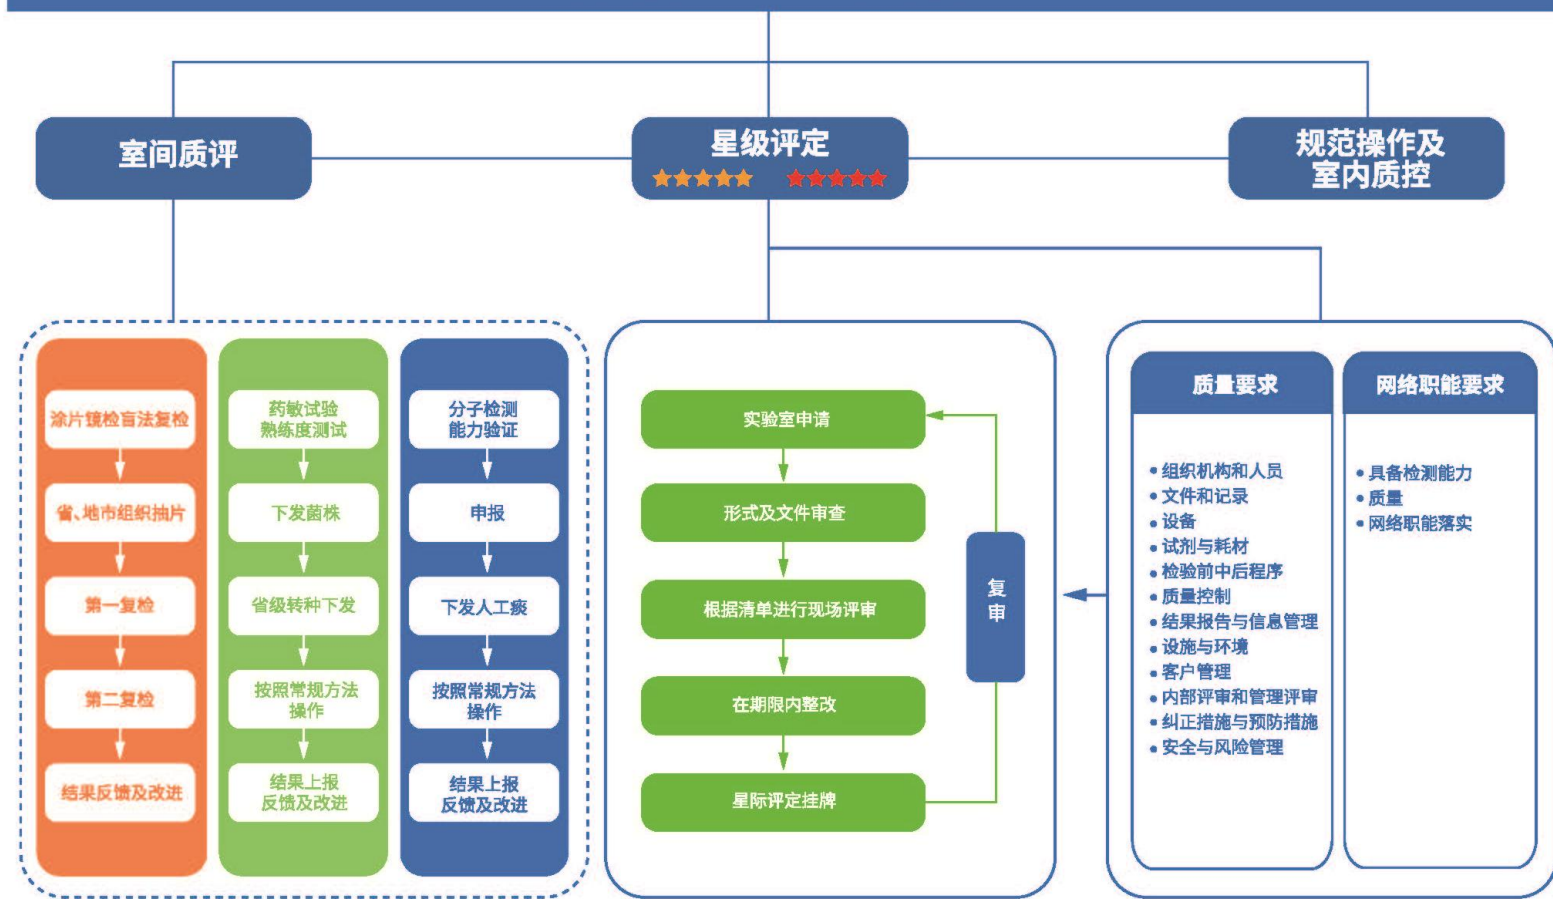 室间质评
星级评定
规范操作及
室内质控
涂片镜检盲法复检
省、地市组织抽片
第一复检
第二复检
结果反馈及改进
药敏试验
熟练度测试
下发菌株
省级转种下发
按照常规方法
操作
结果上报
反馈及改进
分子检测
能力验证
申报
下发人工痰
按照常规方法
操作
结果上报
反馈及改进
实验室申请
形式及文件审查
根据清单进行现场评审
在期限内整改
星际评定挂牌
复
审
质量要求
• 组织机构和人员
• 文件和记录
• 设备
• 试剂与耗材
• 检验前中后程序
• 质量控制
• 结果报告与信息管理
• 设施与环境
• 客户管理
• 内部评审和管理评审
• 纠正措施与预防措施
• 安全与风险管理
网络职能要求
• 具备检测能力
• 质量
• 网络职能落实